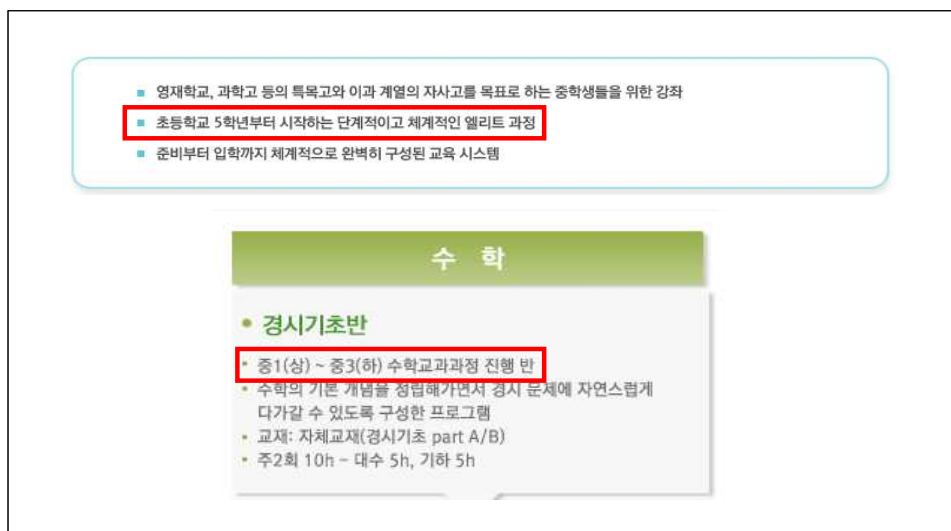 영재학교, 과학고 등의 특목고와 이과 계열의 자사고를 목표로 하는 중학생들을 위한 강좌
초등학교 5학년부터 시작하는 단계적이고 체계적인 엘리트 과정
준비부터 입학까지 체계적으로 완벽히 구성된 교육 시스템
수 학
• 경시기초반
• 중1(상) ~ 중3(하) 수학교과과정 진행 반
• 수학의 기본 개념을 정립해가면서 경시 문제에 자연스럽게
다가갈 수 있도록 구성한 프로그램
• 교재: 자체교재(경시기초 part A/B)
• 주2회 10h - 대수 5h, 기하 5h